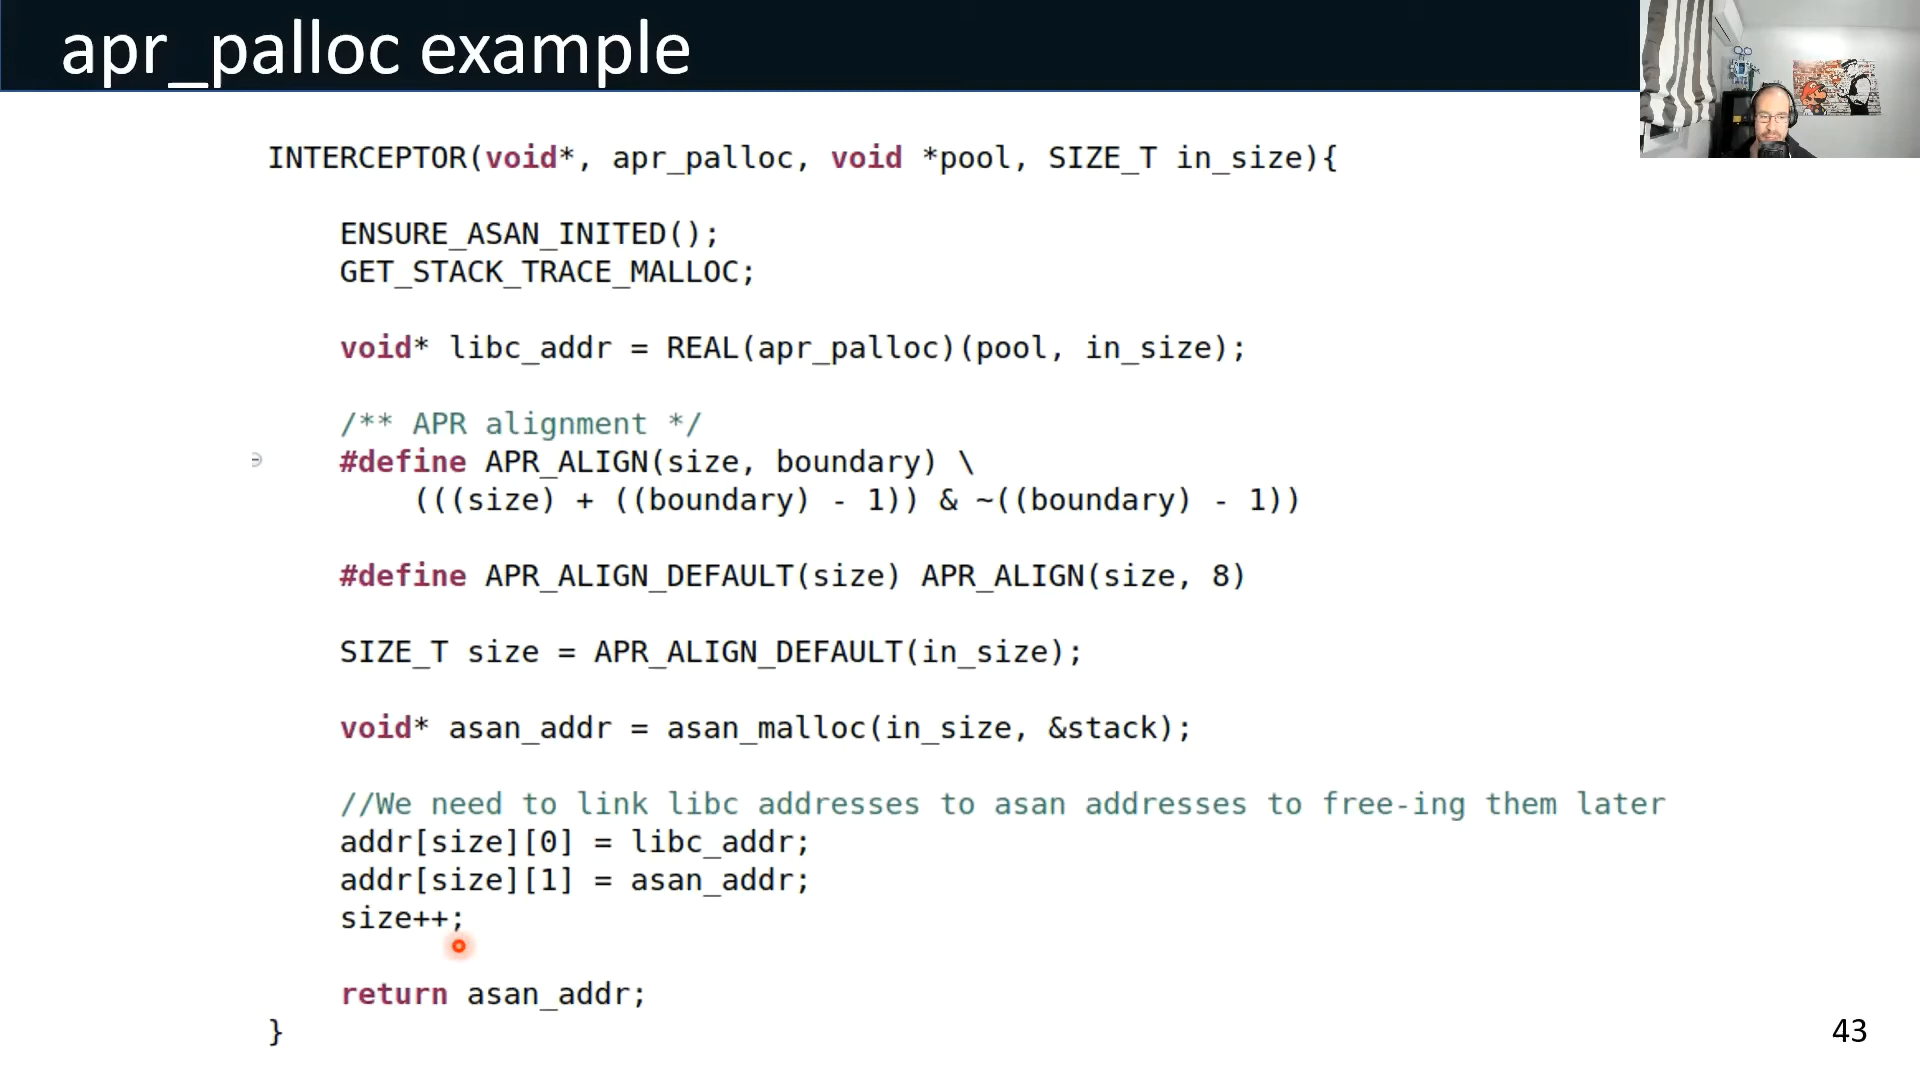 apr_palloc example
INTERCEPTOR(void*, apr_palloc, void *pool, SIZE_T in_size){
ENSURE_ASAN_INITED();
GET_STACK_TRACE_MALLOC;
void* libc_addr = REAL(apr_palloc)(pool, in_size);
/** APR alignment */
#define APR_ALIGN(size, boundary) \
(((size) + ((boundary) - 1)) & ~((boundary) - 1))
#define APR_ALIGN_DEFAULT(size) APR_ALIGN(size, 8)
SIZE_T size = APR_ALIGN_DEFAULT(in_size);
void* asan_addr = asan_malloc(in_size, &stack);
//We need to link libc addresses to asan addresses to free-ing them later
addr[size][0] = libc_addr;
addr[size][1] = asan_addr;
size++;
return asan_addr;
}
43